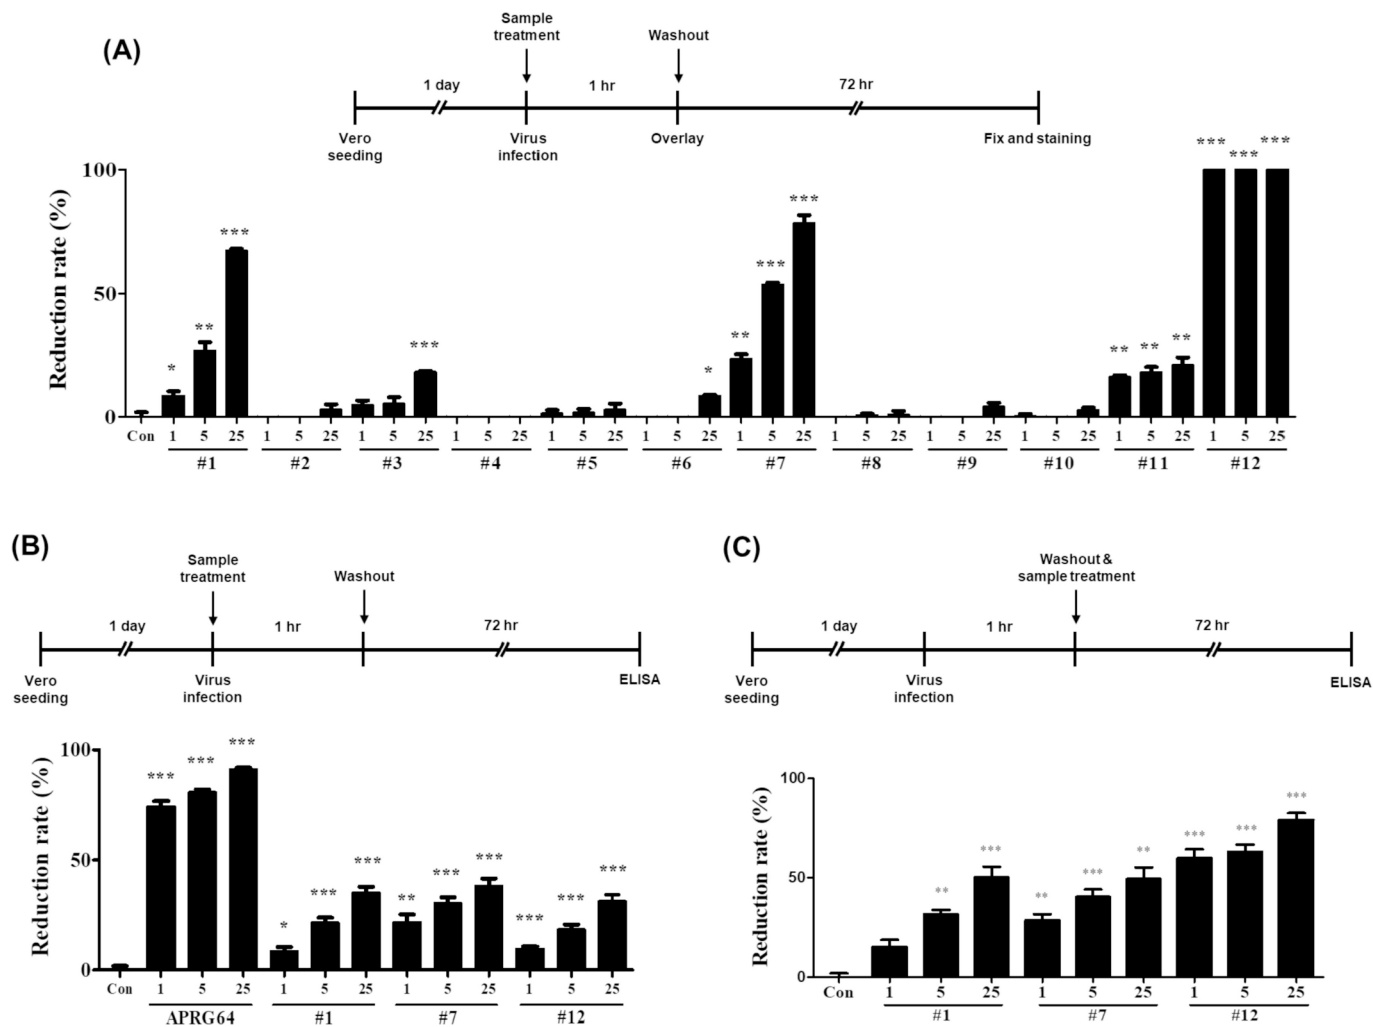 (A)
Sample
treatment
Washout
1 day
1 hr
72 hr
Vero
seeding
Virus
infection
Overlay
Fix and staining
Reduction rate (%)
100
50
0
* ** *** *** * ** *** *** ** ** ** *** *** ***
Con 1 5 25 1 5 25 1 5 25 1 5 25 1 5 25 1 5 25 1 5 25 1 5 25 1 5 25 1 5 25 1 5 25 1 5 25
#1 #2 #3 #4 #5 #6 #7 #8 #9 #10 #11 #12
(B)
Sample
treatment
Washout
1 day
1 hr
72 hr
Vero
seeding
Virus
infection
ELISA
Reduction rate (%)
100
50
0
*** *** *** * *** *** ** *** *** *** *** ***
Con 1 5 25 1 5 25 1 5 25 1 5 25
APRG64 #1 #7 #12
(C)
Washout &
sample treatment
1 day
1 hr
72 hr
Vero
seeding
Virus
infection
ELISA
Reduction rate (%)
100
50
0
** *** ** *** ** *** *** ***
Con 1 5 25 1 5 25 1 5 25
#1 #7 #12